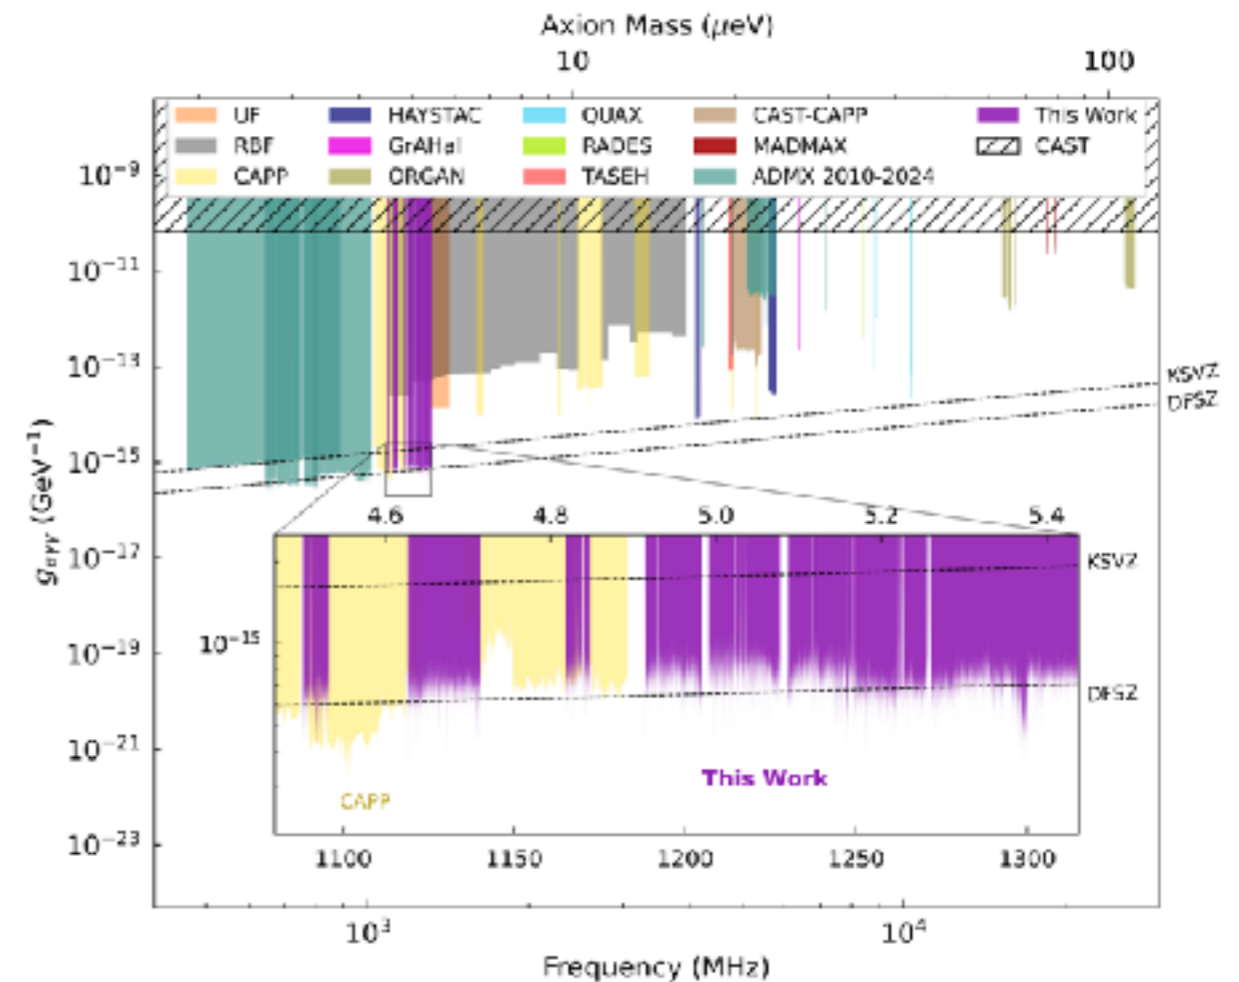 Axion Mass (μeV)
10 100
UF HAYSTAC QUAX CAST-CAPP This Work
RBF GrAHal RADES MADMAX CAST
CAPP ORGAN TASEH ADMX 2010-2024
10⁻⁹
10⁻¹¹
10⁻¹³
10⁻¹⁵
10⁻¹⁷
10⁻¹⁹
10⁻²¹
10⁻²³
g_aγγ (GeV⁻¹)
KSVZ
DFSZ
4.6 4.8 5.0 5.2 5.4
KSVZ
10⁻¹⁵
DFSZ
This Work
CAPP
1100 1150 1200 1250 1300
10³ 10⁴
Frequency (MHz)